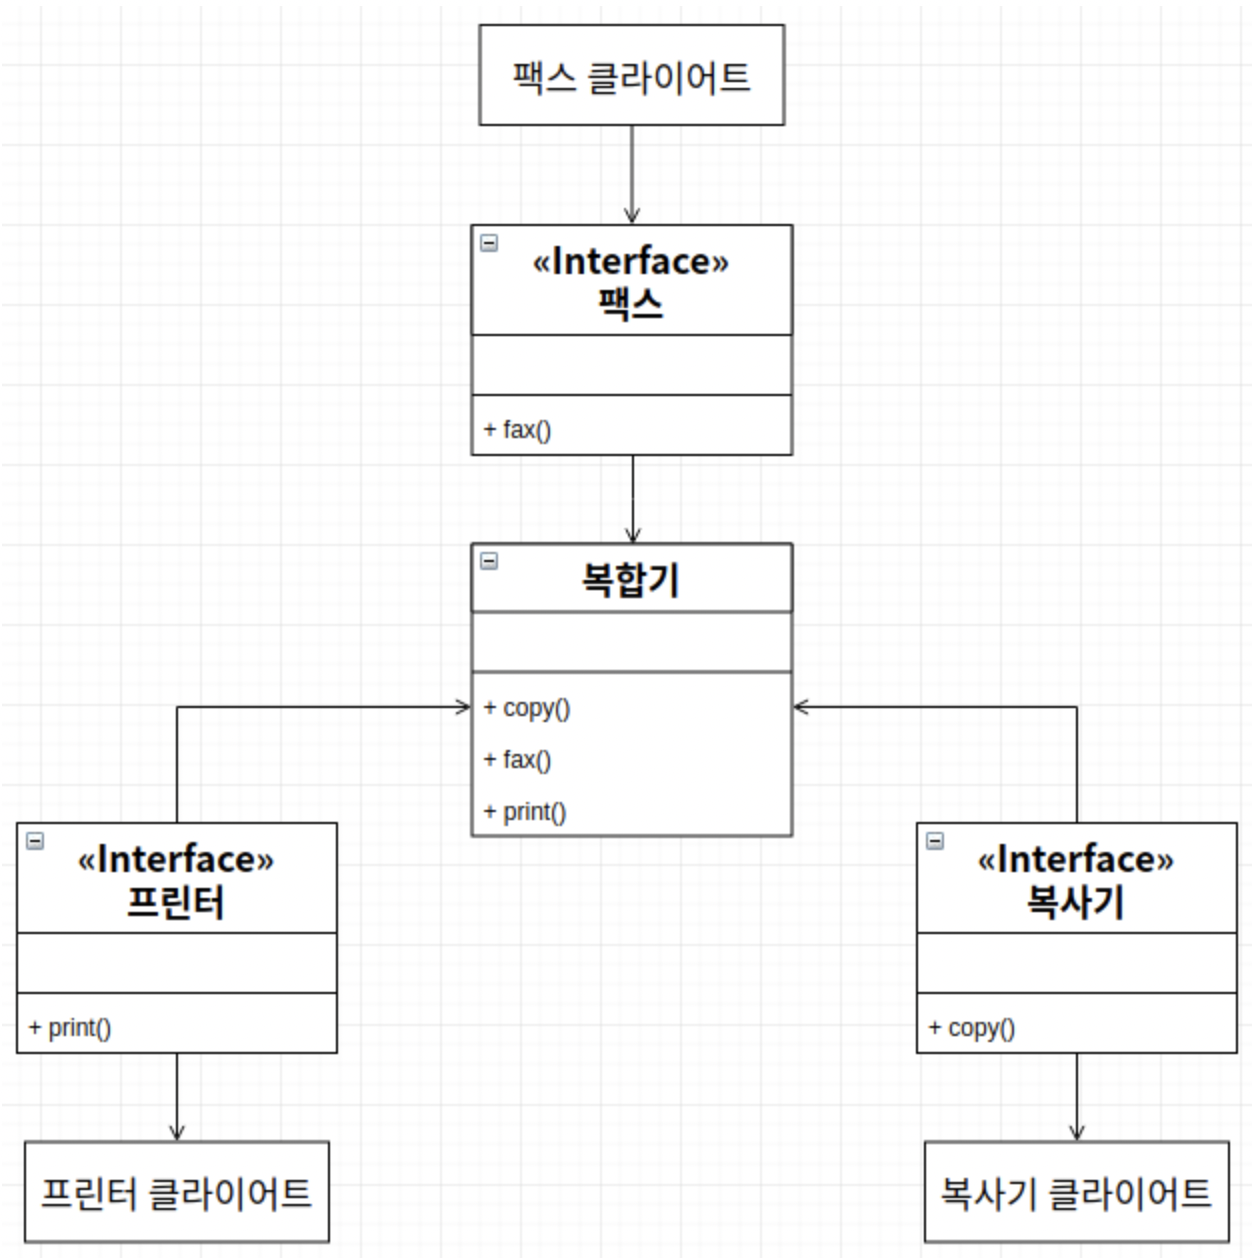 팩스 클라이어트
«Interface»
팩스
+ fax()
복합기
+ copy()
+ fax()
+ print()
«Interface»
프린터
+ print()
«Interface»
복사기
+ copy()
프린터 클라이어트
복사기 클라이어트